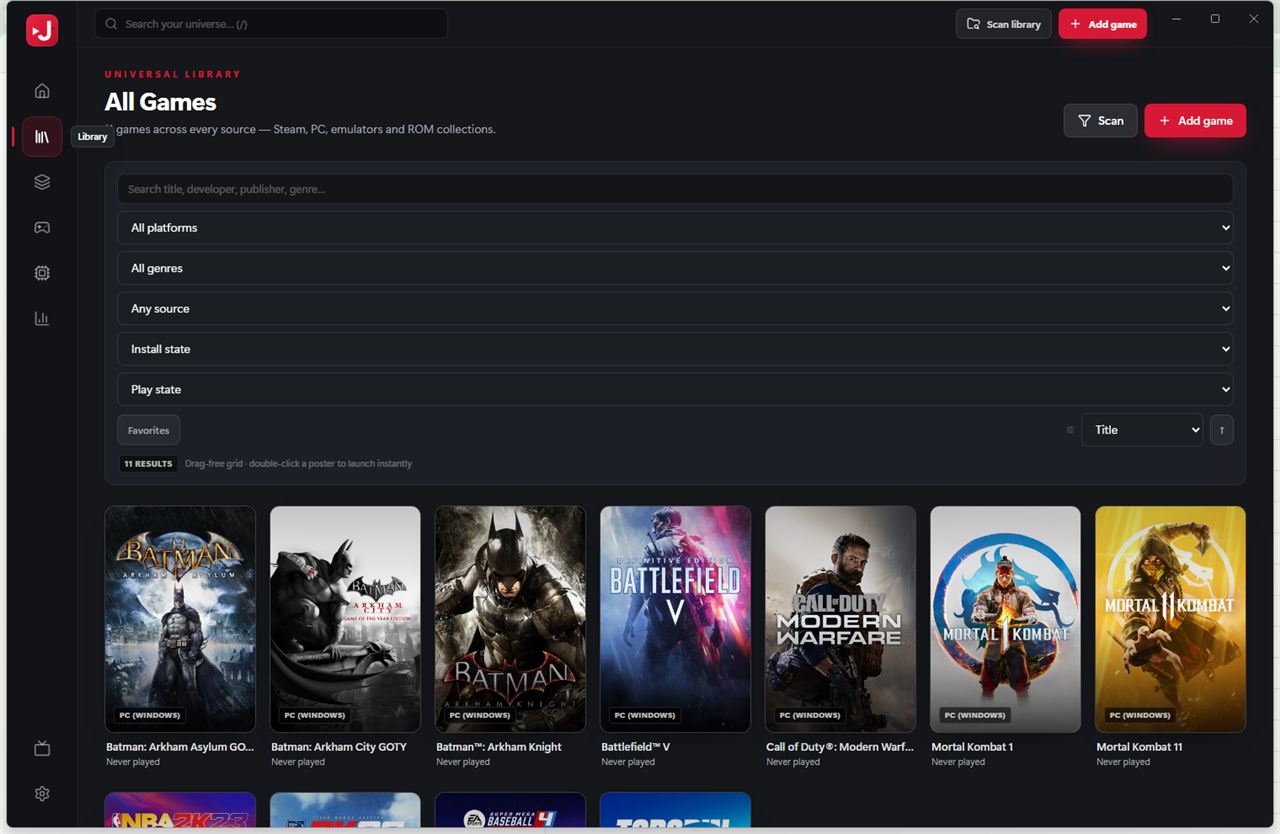 Search your universe... (/)
Scan library
Add game
UNIVERSAL LIBRARY
All Games
games across every source — Steam, PC, emulators and ROM collections.
Library
Scan
Add game
Search title, developer, publisher, genre...
All platforms
All genres
Any source
Install state
Play state
Favorites
Title
↑
11 RESULTS
Drag-free grid · double-click a poster to launch instantly
BATMAN
ARKHAM ASYLUM
BATMAN
ARKHAM
CITY
GAME OF THE YEAR EDITION
BATMAN
ARKHAM KNIGHT
DEFINITIVE EDITION
BATTLEFIELD
V
CALL OF DUTY
MODERN
WARFARE
MORTAL 1 KOMBAT
MORTAL 11 KOMBAT
PC (WINDOWS)
PC (WINDOWS)
PC (WINDOWS)
PC (WINDOWS)
PC (WINDOWS)
PC (WINDOWS)
PC (WINDOWS)
Batman: Arkham Asylum GO...
Never played
Batman: Arkham City GOTY
Never played
Batman™: Arkham Knight
Never played
Battlefield™ V
Never played
Call of Duty®: Modern Warf...
Never played
Mortal Kombat 1
Never played
Mortal Kombat 11
Never played
NBA 2K23
EA
SUPER MEGA
BASEBALL 4